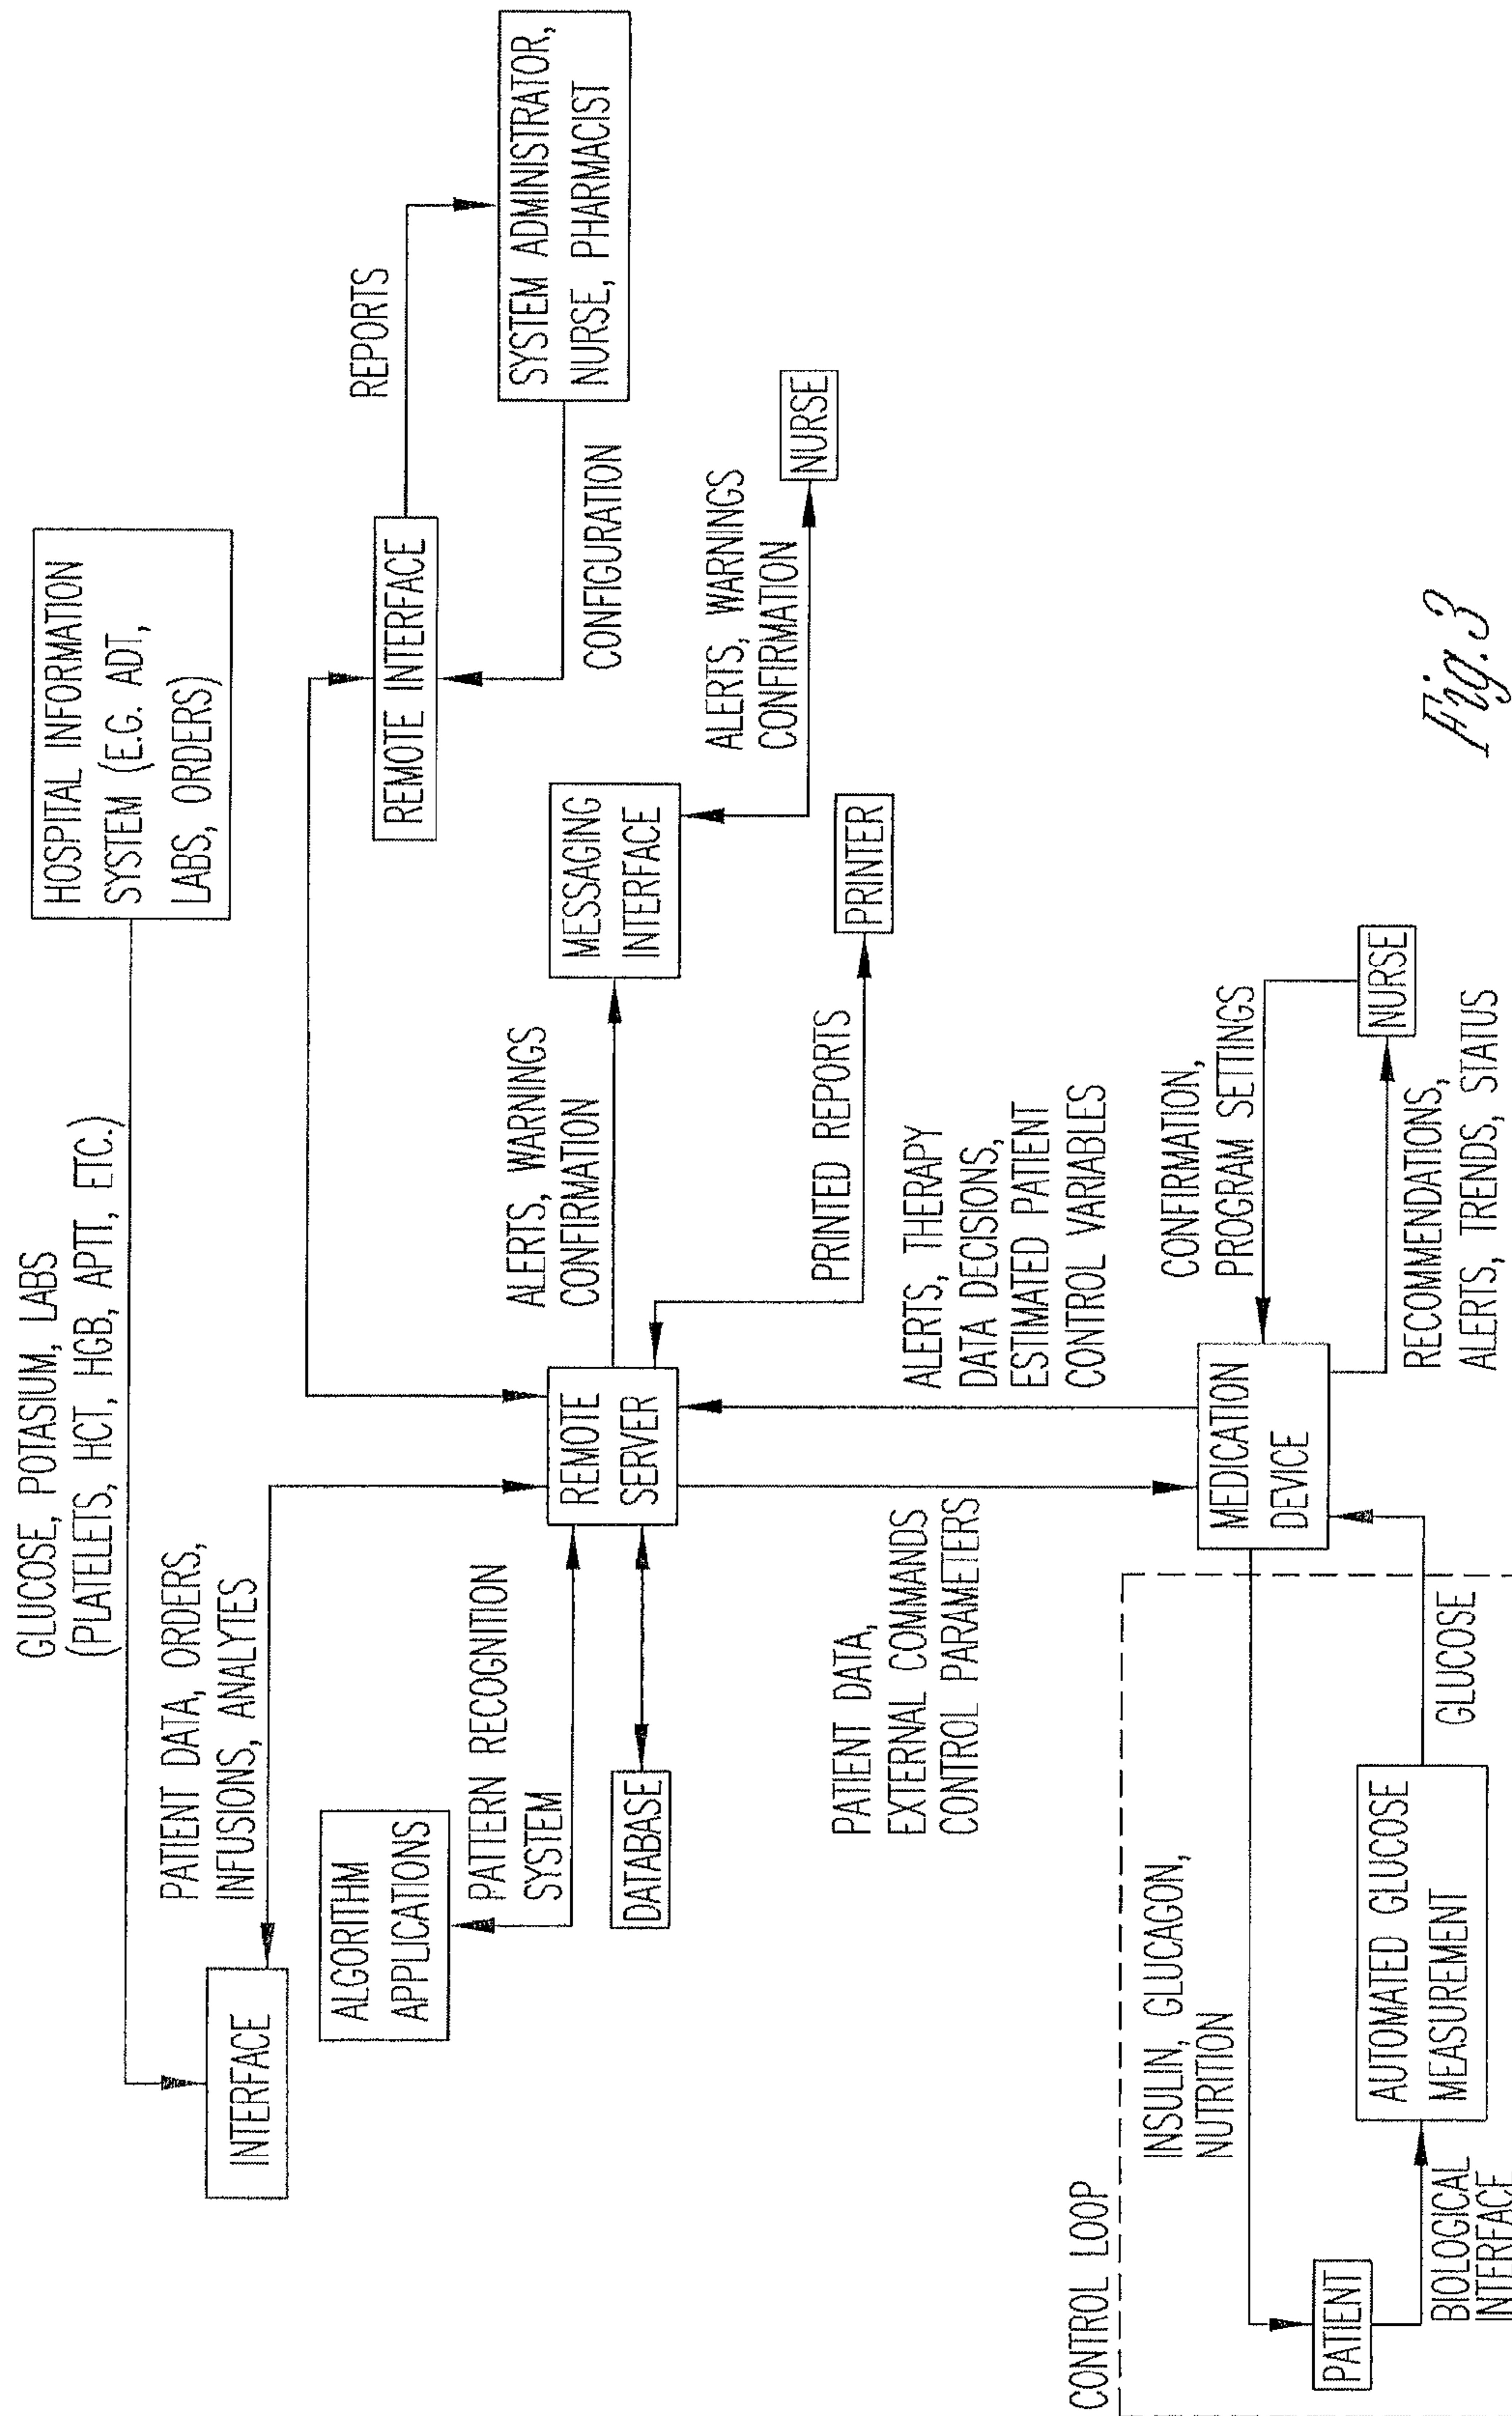 GLUCOSE, POTASIUM, LABS
(PLATELETS, HCT, HGB, APTT, ETC.)
HOSPITAL INFORMATION
SYSTEM (E.G. ADT,
LABS, ORDERS)
INTERFACE
PATIENT DATA, ORDERS,
INFUSIONS, ANALYTES
ALGORITHM
APPLICATIONS
PATTERN RECOGNITION
SYSTEM
DATABASE
REMOTE
SERVER
ALERTS, WARNINGS
CONFIRMATION
MESSAGING
INTERFACE
REMOTE INTERFACE
REPORTS
SYSTEM ADMINISTRATOR,
NURSE, PHARMACIST
CONFIGURATION
ALERTS, WARNINGS
CONFIRMATION
NURSE
PRINTED REPORTS
PRINTER
PATIENT DATA,
EXTERNAL COMMANDS
CONTROL PARAMETERS
ALERTS, THERAPY
DATA DECISIONS,
ESTIMATED PATIENT
CONTROL VARIABLES
CONTROL LOOP
INSULIN, GLUCAGON,
NUTRITION
MEDICATION
DEVICE
CONFIRMATION,
PROGRAM SETTINGS
NURSE
RECOMMENDATIONS,
ALERTS, TRENDS, STATUS
PATIENT
BIOLOGICAL
INTERFACE
AUTOMATED GLUCOSE
MEASUREMENT
GLUCOSE
Fig. 3